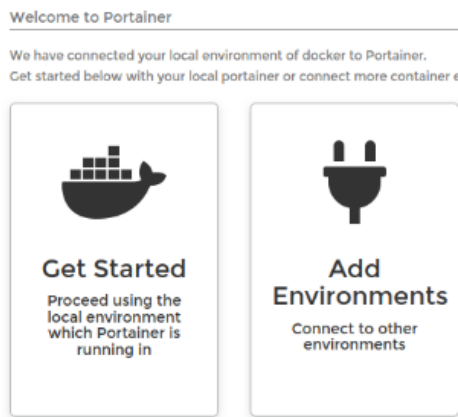 Welcome to Portainer
We have connected your local environment of docker to Portainer.
Get started below with your local portainer or connect more container
Get Started
Proceed using the
local environment
which Portainer is
running in
Add
Environments
Connect to other
environments